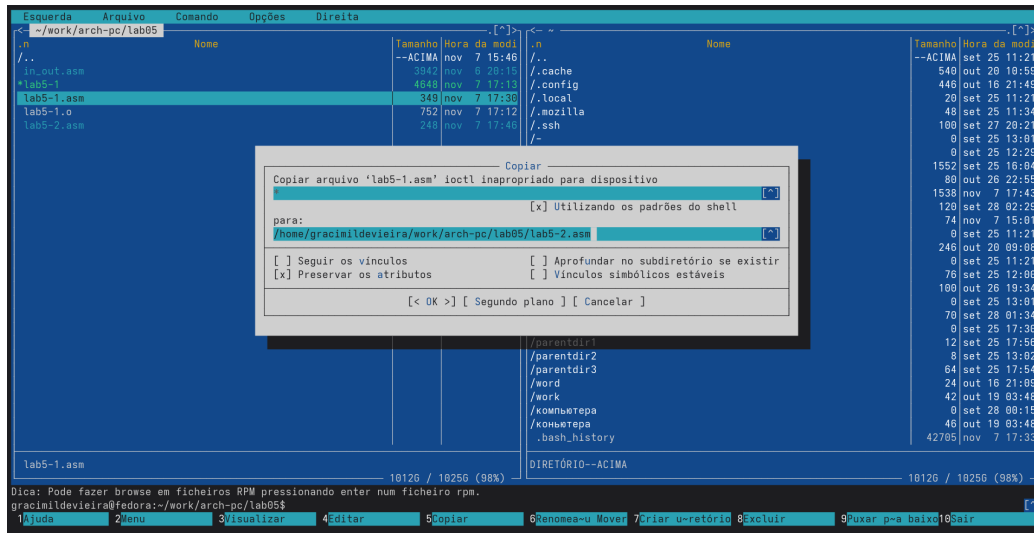 Esquerda Arquivo Comando Opções Direita
<- ~/work/arch-pc/lab05 .[^]>
.n Nome Tamanho Hora da modi
/.. --ACIMA nov 7 15:46
in_out.asm 3942 nov 6 20:15
*lab5-1 4648 nov 7 17:13
lab5-1.asm 349 nov 7 17:30
lab5-1.o 752 nov 7 17:12
lab5-2.asm 248 nov 7 17:46
lab5-1.asm
1012G / 1025G (98%)
<- ~ .[^]>
.n Nome Tamanho Hora da modi
/.. --ACIMA set 25 11:21
/.cache 540 out 20 10:59
/.config 446 out 16 21:49
/.local 20 set 25 11:21
/.mozilla 48 set 25 11:34
/.ssh 100 set 27 20:21
/~ 0 set 25 13:01
0 set 25 12:29
1552 set 25 16:04
80 out 26 22:55
1538 nov 7 17:43
120 set 28 02:29
74 nov 7 15:01
0 set 25 11:21
246 out 20 09:08
0 set 25 11:21
76 set 25 12:00
100 out 26 19:34
0 set 25 13:01
70 set 28 01:34
0 set 25 17:30
/parentdir1 12 set 25 17:56
/parentdir2 8 set 25 13:02
/parentdir3 64 set 25 17:54
/word 24 out 16 21:09
/work 42 out 19 03:48
/компьютера 0 set 28 00:15
/коньютера 46 out 19 03:48
.bash_history 42705 nov 7 17:33
DIRETÓRIO--ACIMA
1012G / 1025G (98%)
Copiar
Copiar arquivo ‘lab5-1.asm’ ioctl inapropriado para dispositivo
* [^]
[x] Utilizando os padrões do shell
para:
/home/gracimildevieira/work/arch-pc/lab05/lab5-2.asm [^]
[ ] Seguir os vínculos [ ] Aprofundar no subdiretório se existir
[x] Preservar os atributos [ ] Vínculos simbólicos estáveis
[< OK >] [ Segundo plano ] [ Cancelar ]
Dica: Pode fazer browse em ficheiros RPM pressionando enter num ficheiro rpm.
gracimildevieira@fedora:~/work/arch-pc/lab05$ [^]
1Ajuda 2Menu 3Visualizar 4Editar 5Copiar 6Renomea~u Mover 7Criar u~retório 8Excluir 9Puxar p~a baixo 10Sair